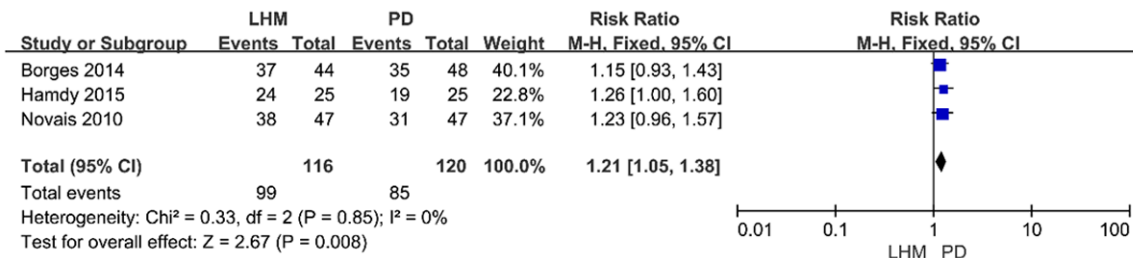 LHM PD Risk Ratio Risk Ratio
Study or Subgroup Events Total Events Total Weight M-H, Fixed, 95% CI M-H, Fixed, 95% CI
Borges 2014 37 44 35 48 40.1% 1.15 [0.93, 1.43]
Hamdy 2015 24 25 19 25 22.8% 1.26 [1.00, 1.60]
Novais 2010 38 47 31 47 37.1% 1.23 [0.96, 1.57]
Total (95% CI) 116 120 100.0% 1.21 [1.05, 1.38]
Total events 99 85
Heterogeneity: Chi² = 0.33, df = 2 (P = 0.85); I² = 0%
Test for overall effect: Z = 2.67 (P = 0.008)
0.01 0.1 1 10 100
LHM PD